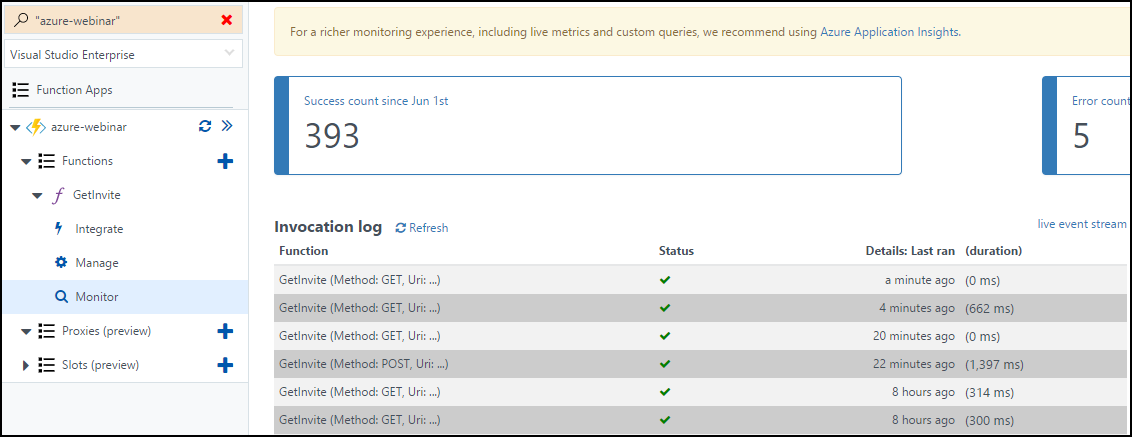 "azure-webinar"
Visual Studio Enterprise
Function Apps
azure-webinar
Functions
GetInvite
Integrate
Manage
Monitor
Proxies (preview)
Slots (preview)
For a richer monitoring experience, including live metrics and custom queries, we recommend using Azure Application Insights.
Success count since Jun 1st
393
Error count
5
Invocation log Refresh
live event stream
Function Status Details: Last ran (duration)
GetInvite (Method: GET, Uri: ...) a minute ago (0 ms)
GetInvite (Method: GET, Uri: ...) 4 minutes ago (662 ms)
GetInvite (Method: GET, Uri: ...) 20 minutes ago (0 ms)
GetInvite (Method: POST, Uri: ...) 22 minutes ago (1,397 ms)
GetInvite (Method: GET, Uri: ...) 8 hours ago (314 ms)
GetInvite (Method: GET, Uri: ...) 8 hours ago (300 ms)